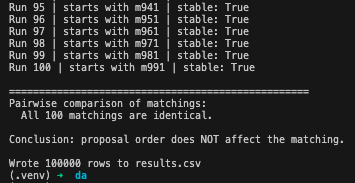 Run 95 | starts with m941 | stable: True
Run 96 | starts with m951 | stable: True
Run 97 | starts with m961 | stable: True
Run 98 | starts with m971 | stable: True
Run 99 | starts with m981 | stable: True
Run 100 | starts with m991 | stable: True
==================================================
Pairwise comparison of matchings:
All 100 matchings are identical.
Conclusion: proposal order does NOT affect the matching.
Wrote 100000 rows to results.csv
(.venv) ➜ da